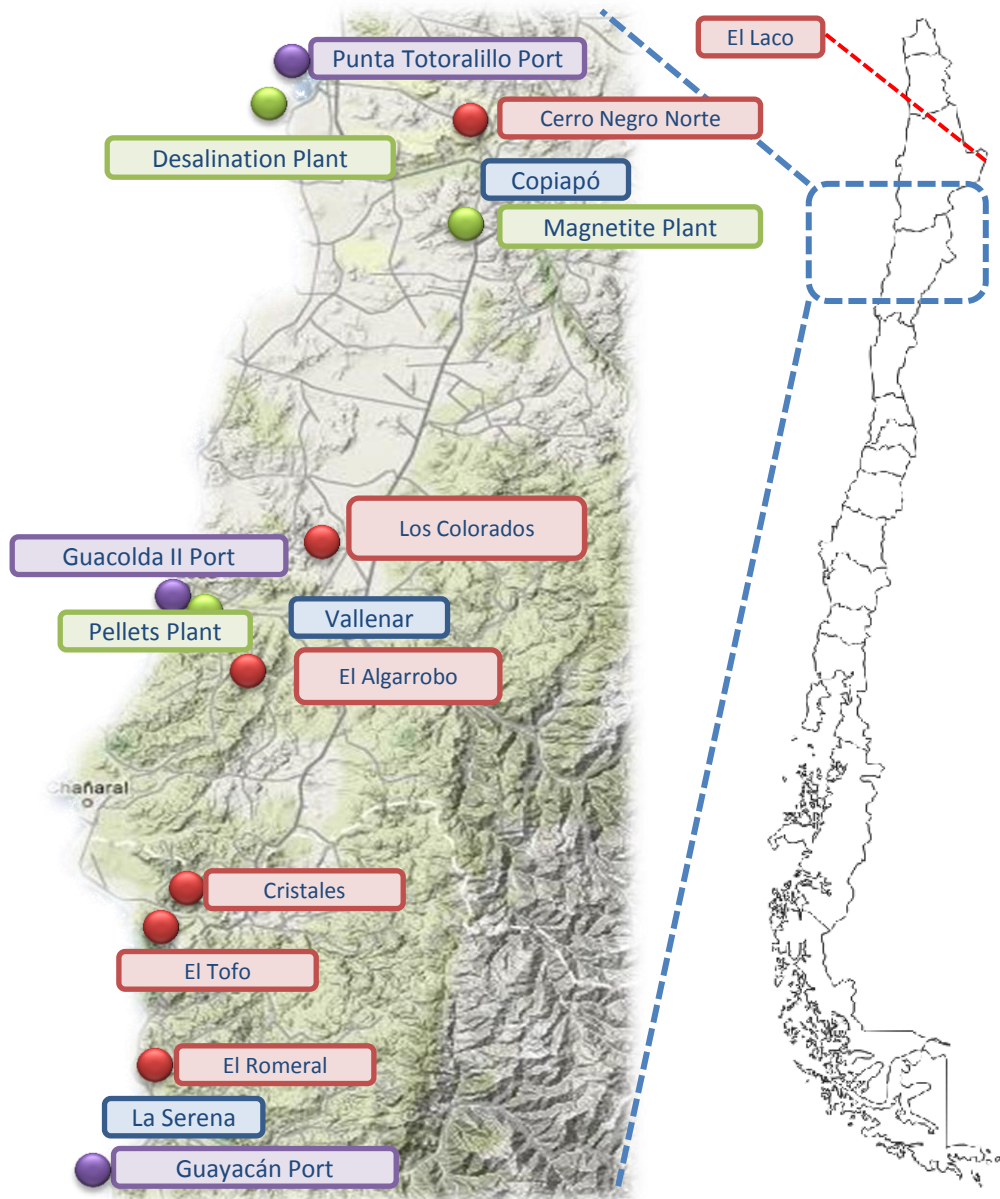 El Laco
Punta Totoralillo Port
Cerro Negro Norte
Desalination Plant
Copiapó
Magnetite Plant
Los Colorados
Guacolda II Port
Vallenar
Pellets Plant
El Algarrobo
Chañaral
Cristales
El Tofo
El Romeral
La Serena
Guayacán Port